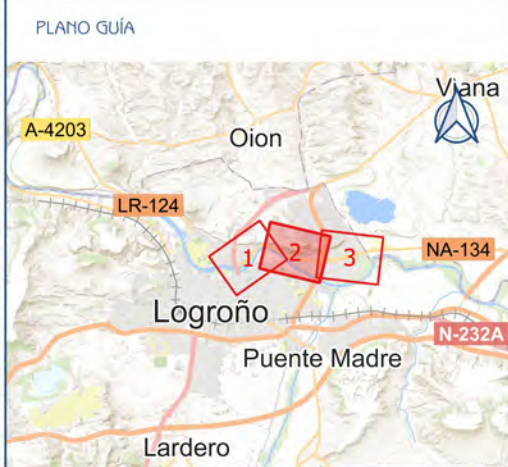 PLANO GUÍA
Viana
A-4203
Oion
LR-124
1
2
3
NA-134
Logroño
N-232A
Puente Madre
Lardero